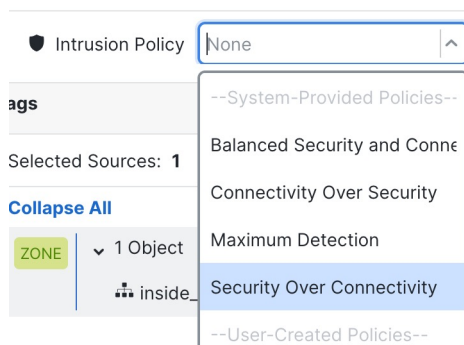 Intrusion Policy
None
--System-Provided Policies--
ags
Balanced Security and Conne
Selected Sources: 1
Connectivity Over Security
Collapse All
Maximum Detection
ZONE
1 Object
inside_
Security Over Connectivity
--User-Created Policies--